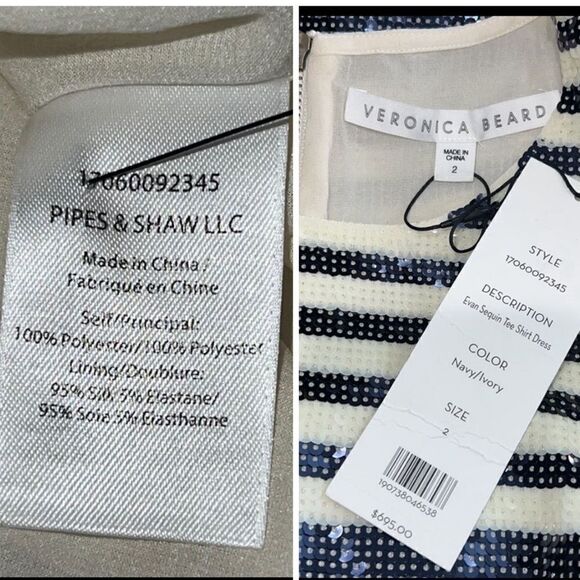 17060092345
PIPES & SHAW LLC
Made in China /
Fabriqué en Chine
Self/Principal:
100% Polyester/100% Polyester
Lining/Doublure:
95% Silk 5% Elastane/
95% Soie 5% Elasthanne
VERONICA BEARD
MADE IN
CHINA
2
STYLE
17060092345
DESCRIPTION
Evan Sequin Tee Shirt Dress
COLOR
Navy/Ivory
SIZE
2
190738046538
$695.00